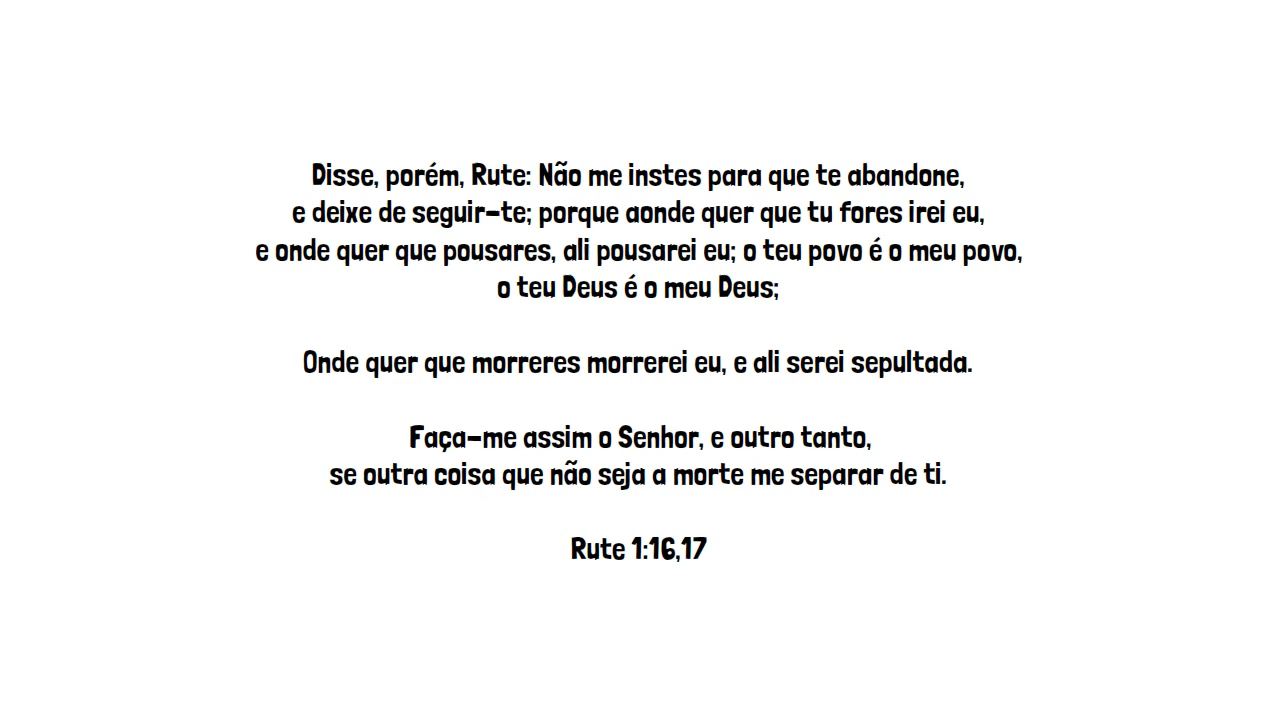 Disse, porém, Rute: Não me instes para que te abandone,
e deixe de seguir-te; porque aonde quer que tu fores irei eu,
e onde quer que pousares, ali pousarei eu; o teu povo é o meu povo,
o teu Deus é o meu Deus;
Onde quer que morreres morrerei eu, e ali serei sepultada.
Faça-me assim o Senhor, e outro tanto,
se outra coisa que não seja a morte me separar de ti.
Rute 1:16,17